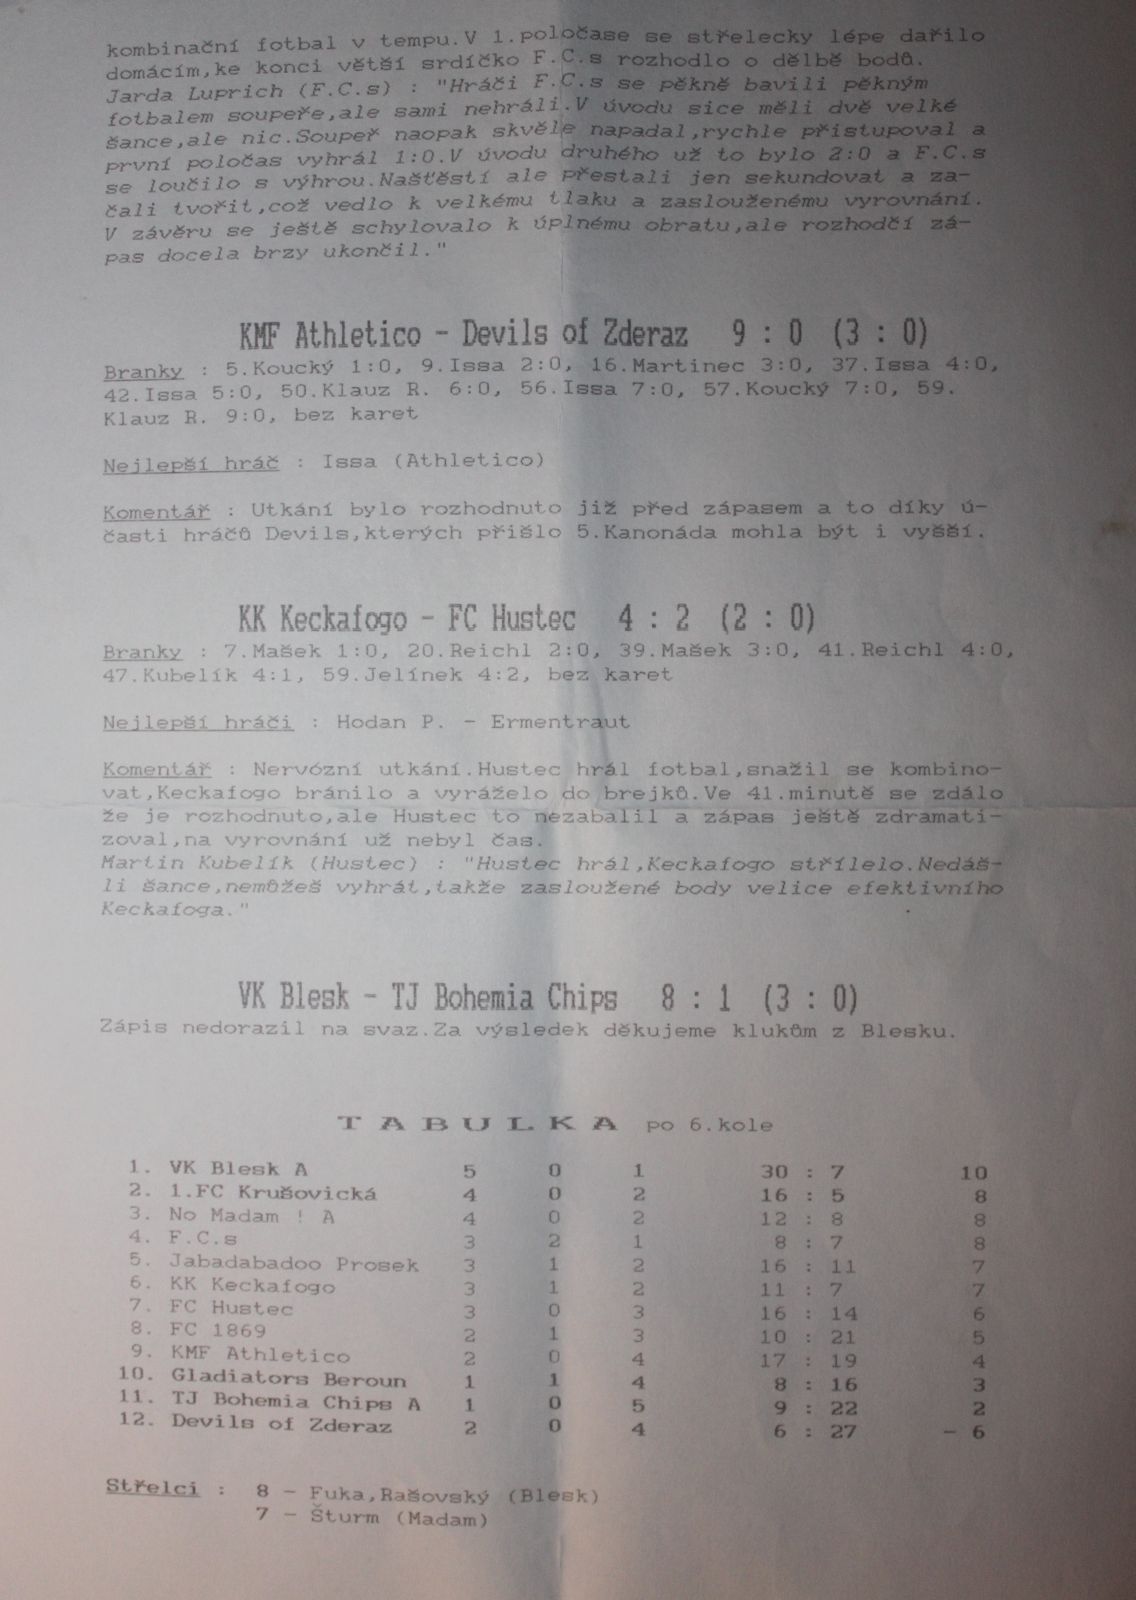 kombinační fotbal v tempu.V 1.poločase se střelecky lépe dařilo
domácím,ke konci větší srdíčko F.C.s rozhodlo o dělbě bodů.
Jarda Luprich (F.C.s) : "Hráči F.C.s se pěkně bavili pěkným
fotbalem soupeře,ale sami nehráli.V úvodu sice měli dvě velké
šance,ale nic.Soupeř naopak skvěle napadal,rychle přistupoval a
první poločas vyhrál 1:0.V úvodu druhého už to bylo 2:0 a F.C.s
se loučilo s výhrou.Naštěstí ale přestali jen sekundovat a za-
čali tvořit,což vedlo k velkému tlaku a zaslouženému vyrovnání.
V závěru se ještě schylovalo k úplnému obratu,ale rozhodčí zá-
pas docela brzy ukončil."
KMF Athletico - Devils of Zderaz 9 : 0 (3 : 0)
Branky : 5.Koucký 1:0, 9.Issa 2:0, 16.Martinec 3:0, 37.Issa 4:0,
42.Issa 5:0, 50.Klauz R. 6:0, 56.Issa 7:0, 57.Koucký 7:0, 59.
Klauz R. 9:0, bez karet
Nejlepší hráč : Issa (Athletico)
Komentář : Utkání bylo rozhodnuto již před zápasem a to díky ú-
časti hráčů Devils,kterých přišlo 5.Kanonáda mohla být i vyšší.
KK Keckafogo - FC Hustec 4 : 2 (2 : 0)
Branky : 7.Mašek 1:0, 20.Reichl 2:0, 39.Mašek 3:0, 41.Reichl 4:0,
47.Kubelík 4:1, 59.Jelínek 4:2, bez karet
Nejlepší hráči : Hodan P. - Ermentraut
Komentář : Nervózní utkání.Hustec hrál fotbal,snažil se kombino-
vat,Keckafogo bránilo a vyráželo do brejků.Ve 41.minutě se zdálo
že je rozhodnuto,ale Hustec to nezabalil a zápas ještě zdramati-
zoval,na vyrovnání už nebyl čas.
Martin Kubelík (Hustec) : "Hustec hrál,Keckafogo střílelo.Nedáš-
li šance,nemůžeš vyhrát,takže zasloužené body velice efektivního
Keckafoga."
VK Blesk - TJ Bohemia Chips 8 : 1 (3 : 0)
Zápis nedorazil na svaz.Za výsledek děkujeme klukům z Blesku.
T A B U L K A po 6.kole
1. VK Blesk A 5 0 1 30 : 7 10
2. 1.FC Krušovická 4 0 2 16 : 5 8
3. No Madam ! A 4 0 2 12 : 8 8
4. F.C.s 3 2 1 8 : 7 8
5. Jabadabadoo Prosek 3 1 2 16 : 11 7
6. KK Keckafogo 3 1 2 11 : 7 7
7. FC Hustec 3 0 3 16 : 14 6
8. FC 1869 2 1 3 10 : 21 5
9. KMF Athletico 2 0 4 17 : 19 4
10. Gladiators Beroun 1 1 4 8 : 16 3
11. TJ Bohemia Chips A 1 0 5 9 : 22 2
12. Devils of Zderaz 2 0 4 6 : 27 - 6
Střelci : 8 - Fuka,Rašovský (Blesk)
7 - Šturm (Madam)